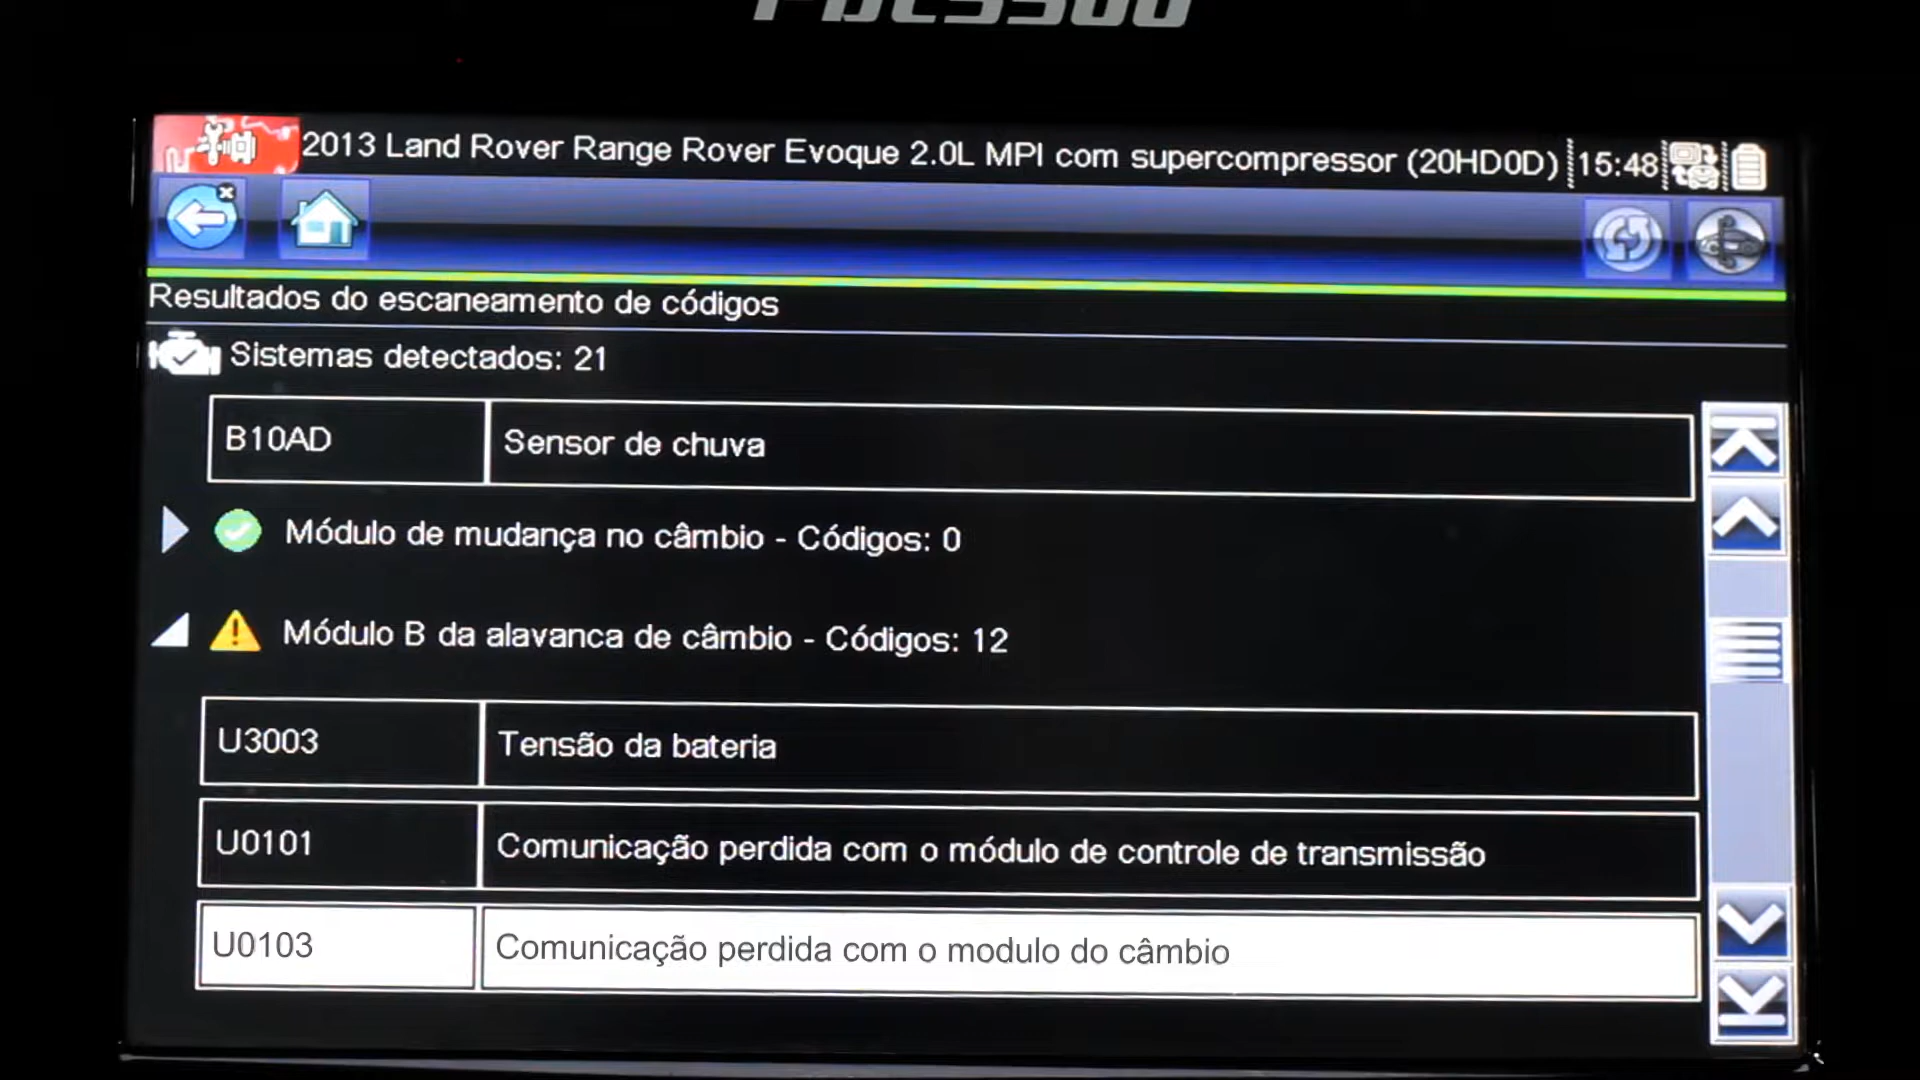 2013 Land Rover Range Rover Evoque 2.0L MPI com supercompressor (20HD0D) 15:48
Resultados do escaneamento de códigos
Sistemas detectados: 21
B10AD Sensor de chuva
Módulo de mudança no câmbio - Códigos: 0
Módulo B da alavanca de câmbio - Códigos: 12
U3003 Tensão da bateria
U0101 Comunicação perdida com o módulo de controle de transmissão
U0103 Comunicação perdida com o modulo do câmbio